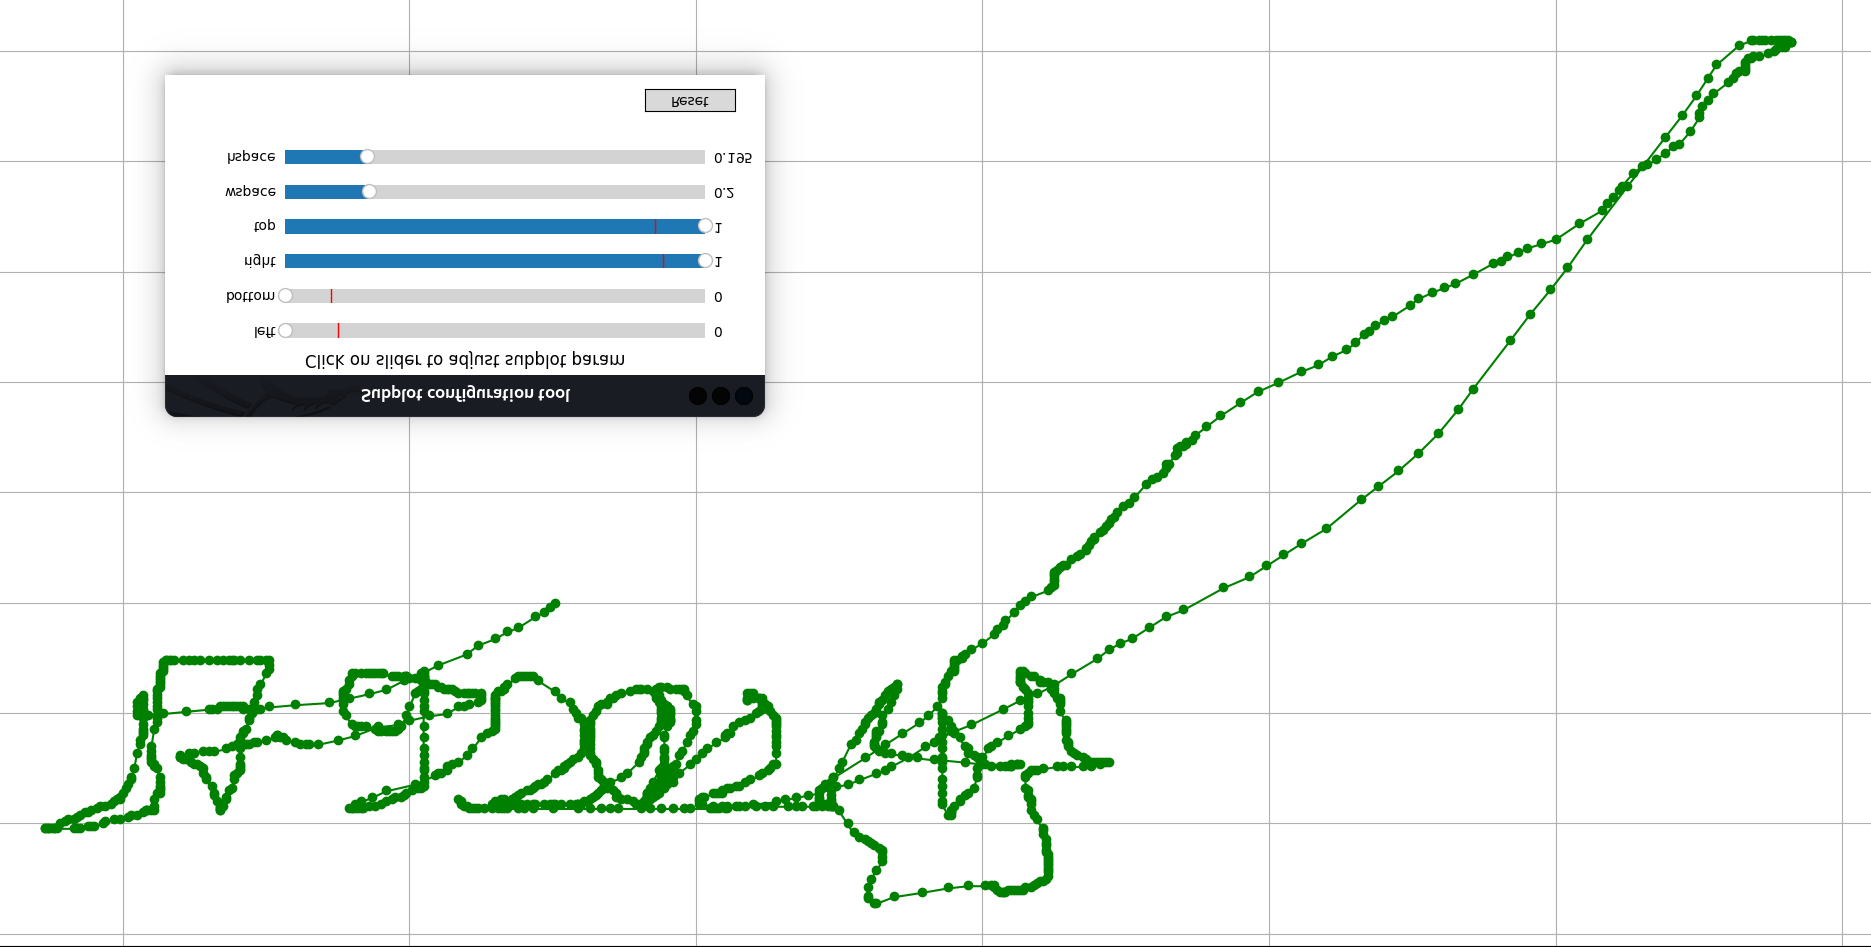 Reset
hspace 0.195
wspace 0.2
top 1
right 1
bottom 0
left 0
Click on slider to adjust subplot param
Subplot configuration tool